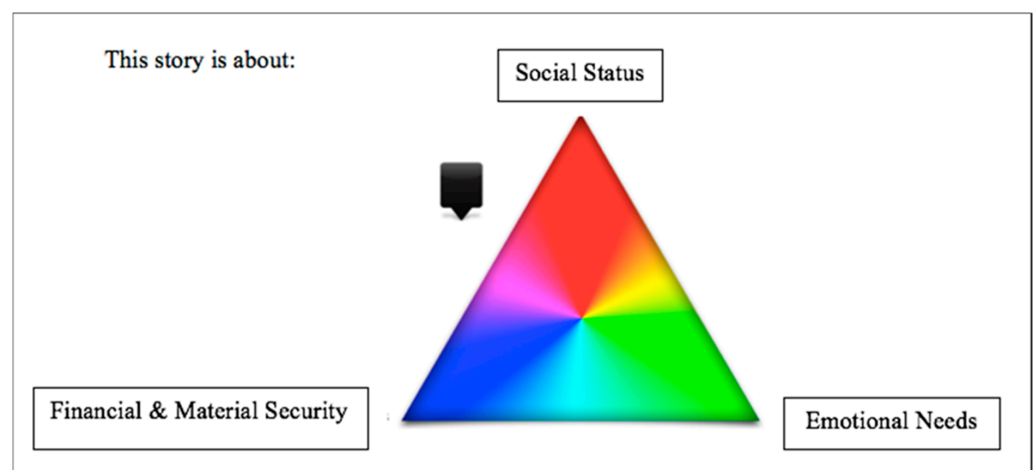 This story is about:
Social Status
Financial & Material Security
Emotional Needs